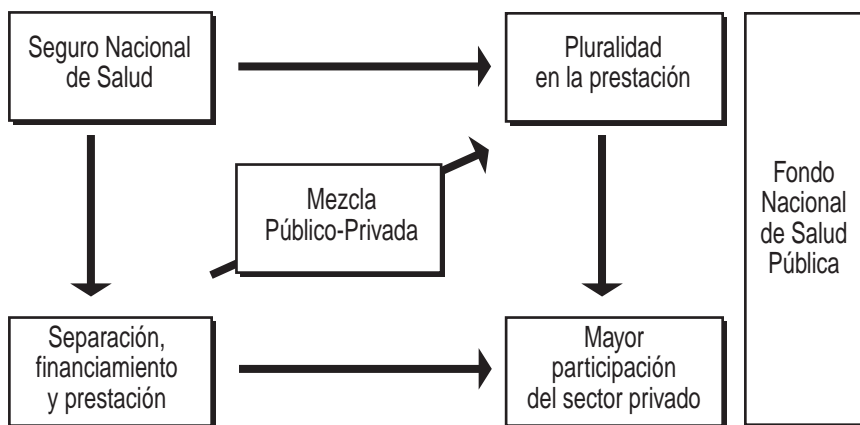 Seguro Nacional
de Salud
Pluralidad
en la prestación
Mezcla
Público-Privada
Fondo
Nacional
de Salud
Pública
Separación,
financiamiento
y prestación
Mayor
participación
del sector privado